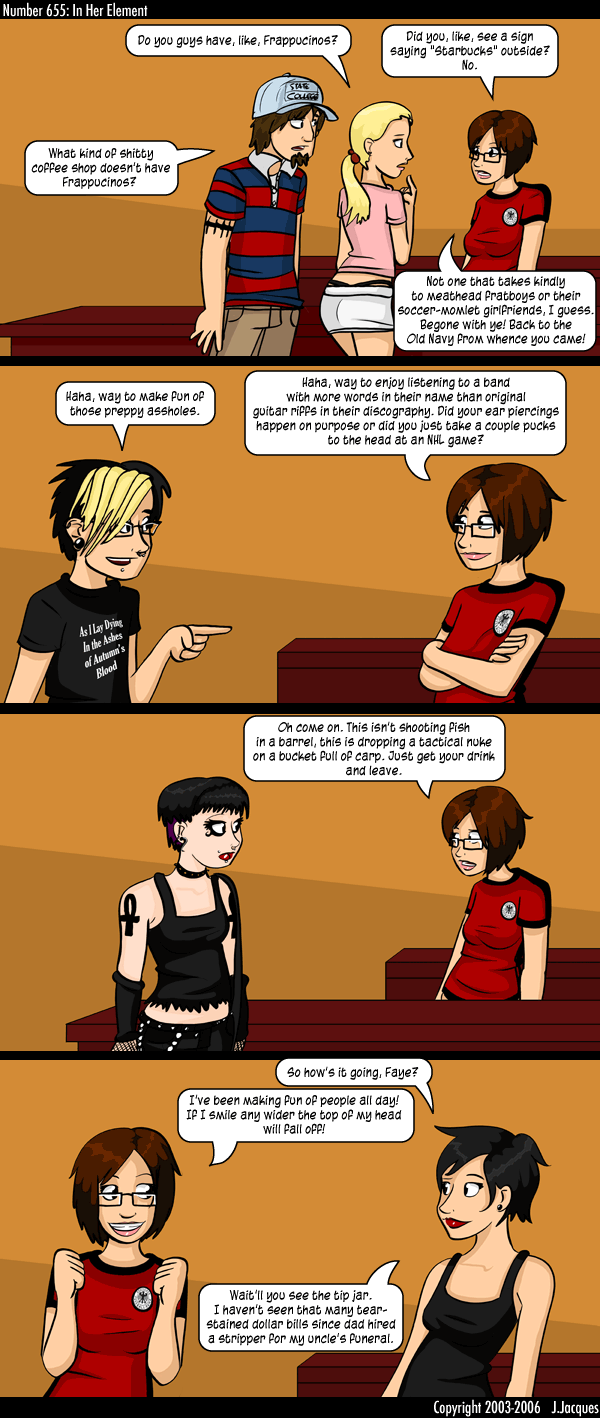 Number 655: In Her Element
Do you guys have, like, Frappucinos?
Did you, like, see a sign
saying "Starbucks" outside?
No.
STATE
COLLEGE
What kind of shitty
coffee shop doesn't have
Frappucinos?
Not one that takes kindly
to meathead fratboys or their
soccer-momlet girlfriends, I guess.
Begone with ye! Back to the
Old Navy from whence you came!
Haha, way to make fun of
those preppy assholes.
Haha, way to enjoy listening to a band
with more words in their name than original
guitar riffs in their discography. Did your ear piercings
happen on purpose or did you just take a couple pucks
to the head at an NHL game?
As I Lay Dying
In the Ashes
of Autumn's
Blood
Oh come on. This isn't shooting fish
in a barrel, this is dropping a tactical nuke
on a bucket full of carp. Just get your drink
and leave.
So how's it going, Faye?
I've been making fun of people all day!
If I smile any wider the top of my head
will fall off!
Wait'll you see the tip jar.
I haven't seen that many tear-
stained dollar bills since dad hired
a stripper for my uncle's funeral.
Copyright 2003-2006 J.Jacques